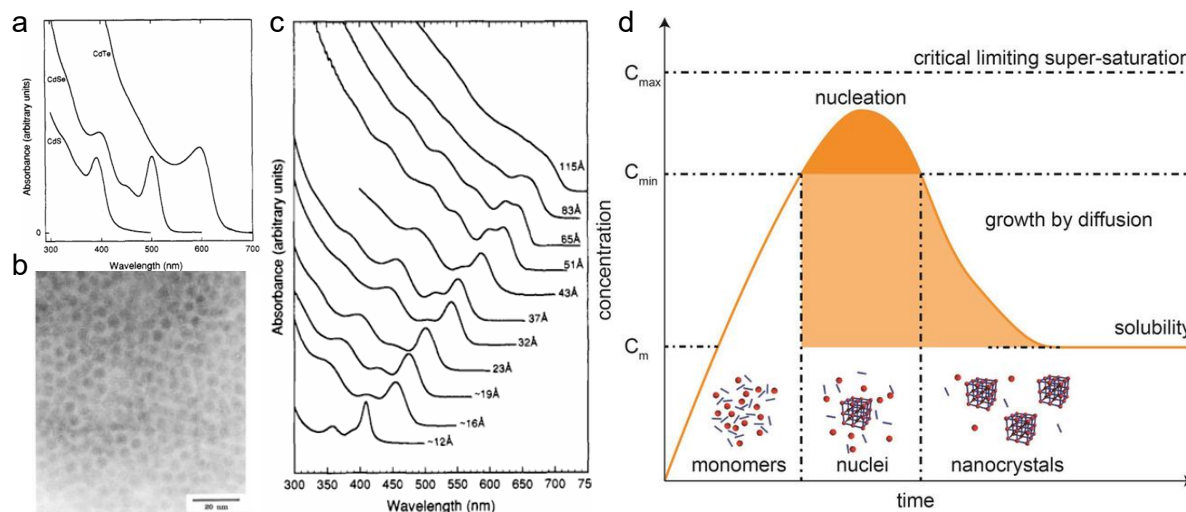 a
CdTe
CdSe
CdS
Absorbance (arbitrary units)
0
300
400
500
600
700
Wavelength (nm)
b
20 nm
c
115Å
83Å
65Å
51Å
43Å
37Å
32Å
23Å
~19Å
~16Å
~12Å
Absorbance (arbitrary units)
300
350
400
450
500
550
600
650
700
75
Wavelength (nm)
d
critical limiting super-saturation
Cmax
nucleation
Cmin
growth by diffusion
concentration
solubility
Cm
monomers
nuclei
nanocrystals
time